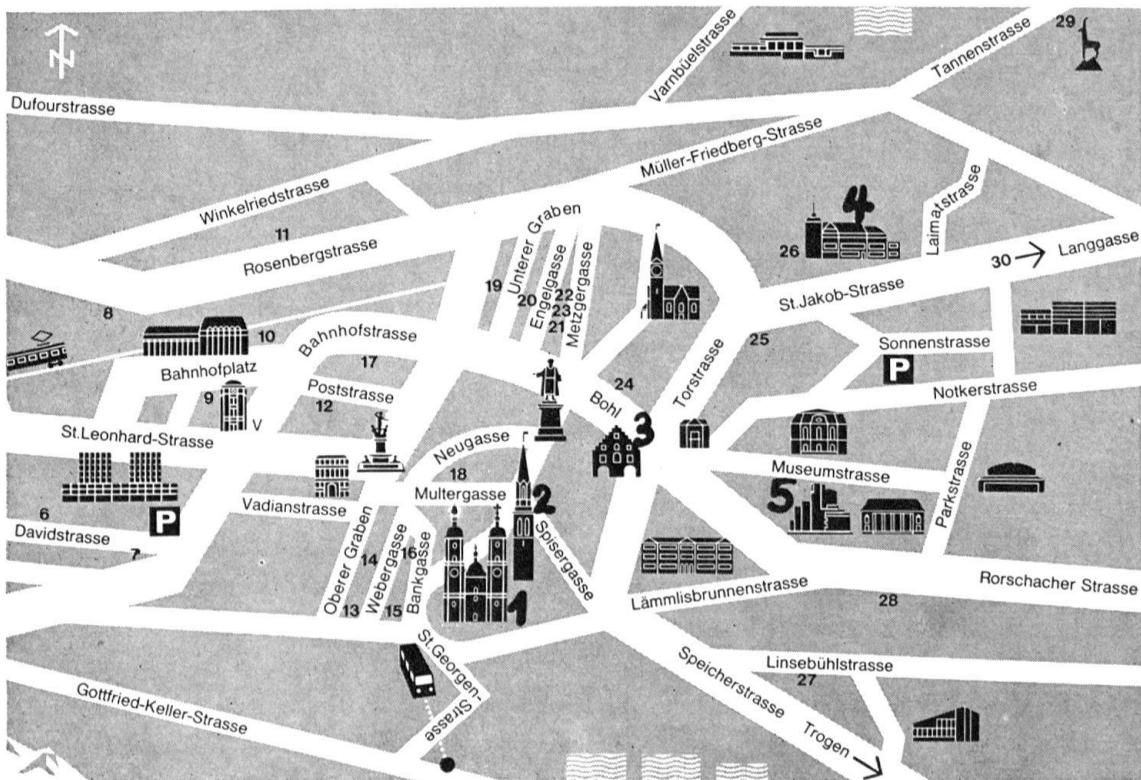 N
29
Varnbüelstrasse
Tannenstrasse
Dufourstrasse
Müller-Friedberg-Strasse
Winkelriedstrasse
4
Laimatstrasse
11
Rosenbergstrasse
Unterer Graben
26
30 → Langgasse
19
20
Engelgasse
22
23
21
Metzgergasse
St.Jakob-Strasse
8
10
Bahnhofstrasse
25
Sonnenstrasse
17
Bahnhofplatz
P
24
Torstrasse
Notkerstrasse
9
Poststrasse
12
Bohl
V
St.Leonhard-Strasse
Neugasse
3
18
Museumstrasse
Parkstrasse
Multergasse
2
5
Vadianstrasse
6
P
Davidstrasse
7
Oberer Graben
14
Webergasse
16
Bankgasse
Spisergasse
13
15
1
Rorschacher Strasse
Lämmlisbrunnenstrasse
28
St.Georgen-
Strasse
Speicherstrasse
Linsebühlstrasse
27
Gottfried-Keller-Strasse
Trogen →